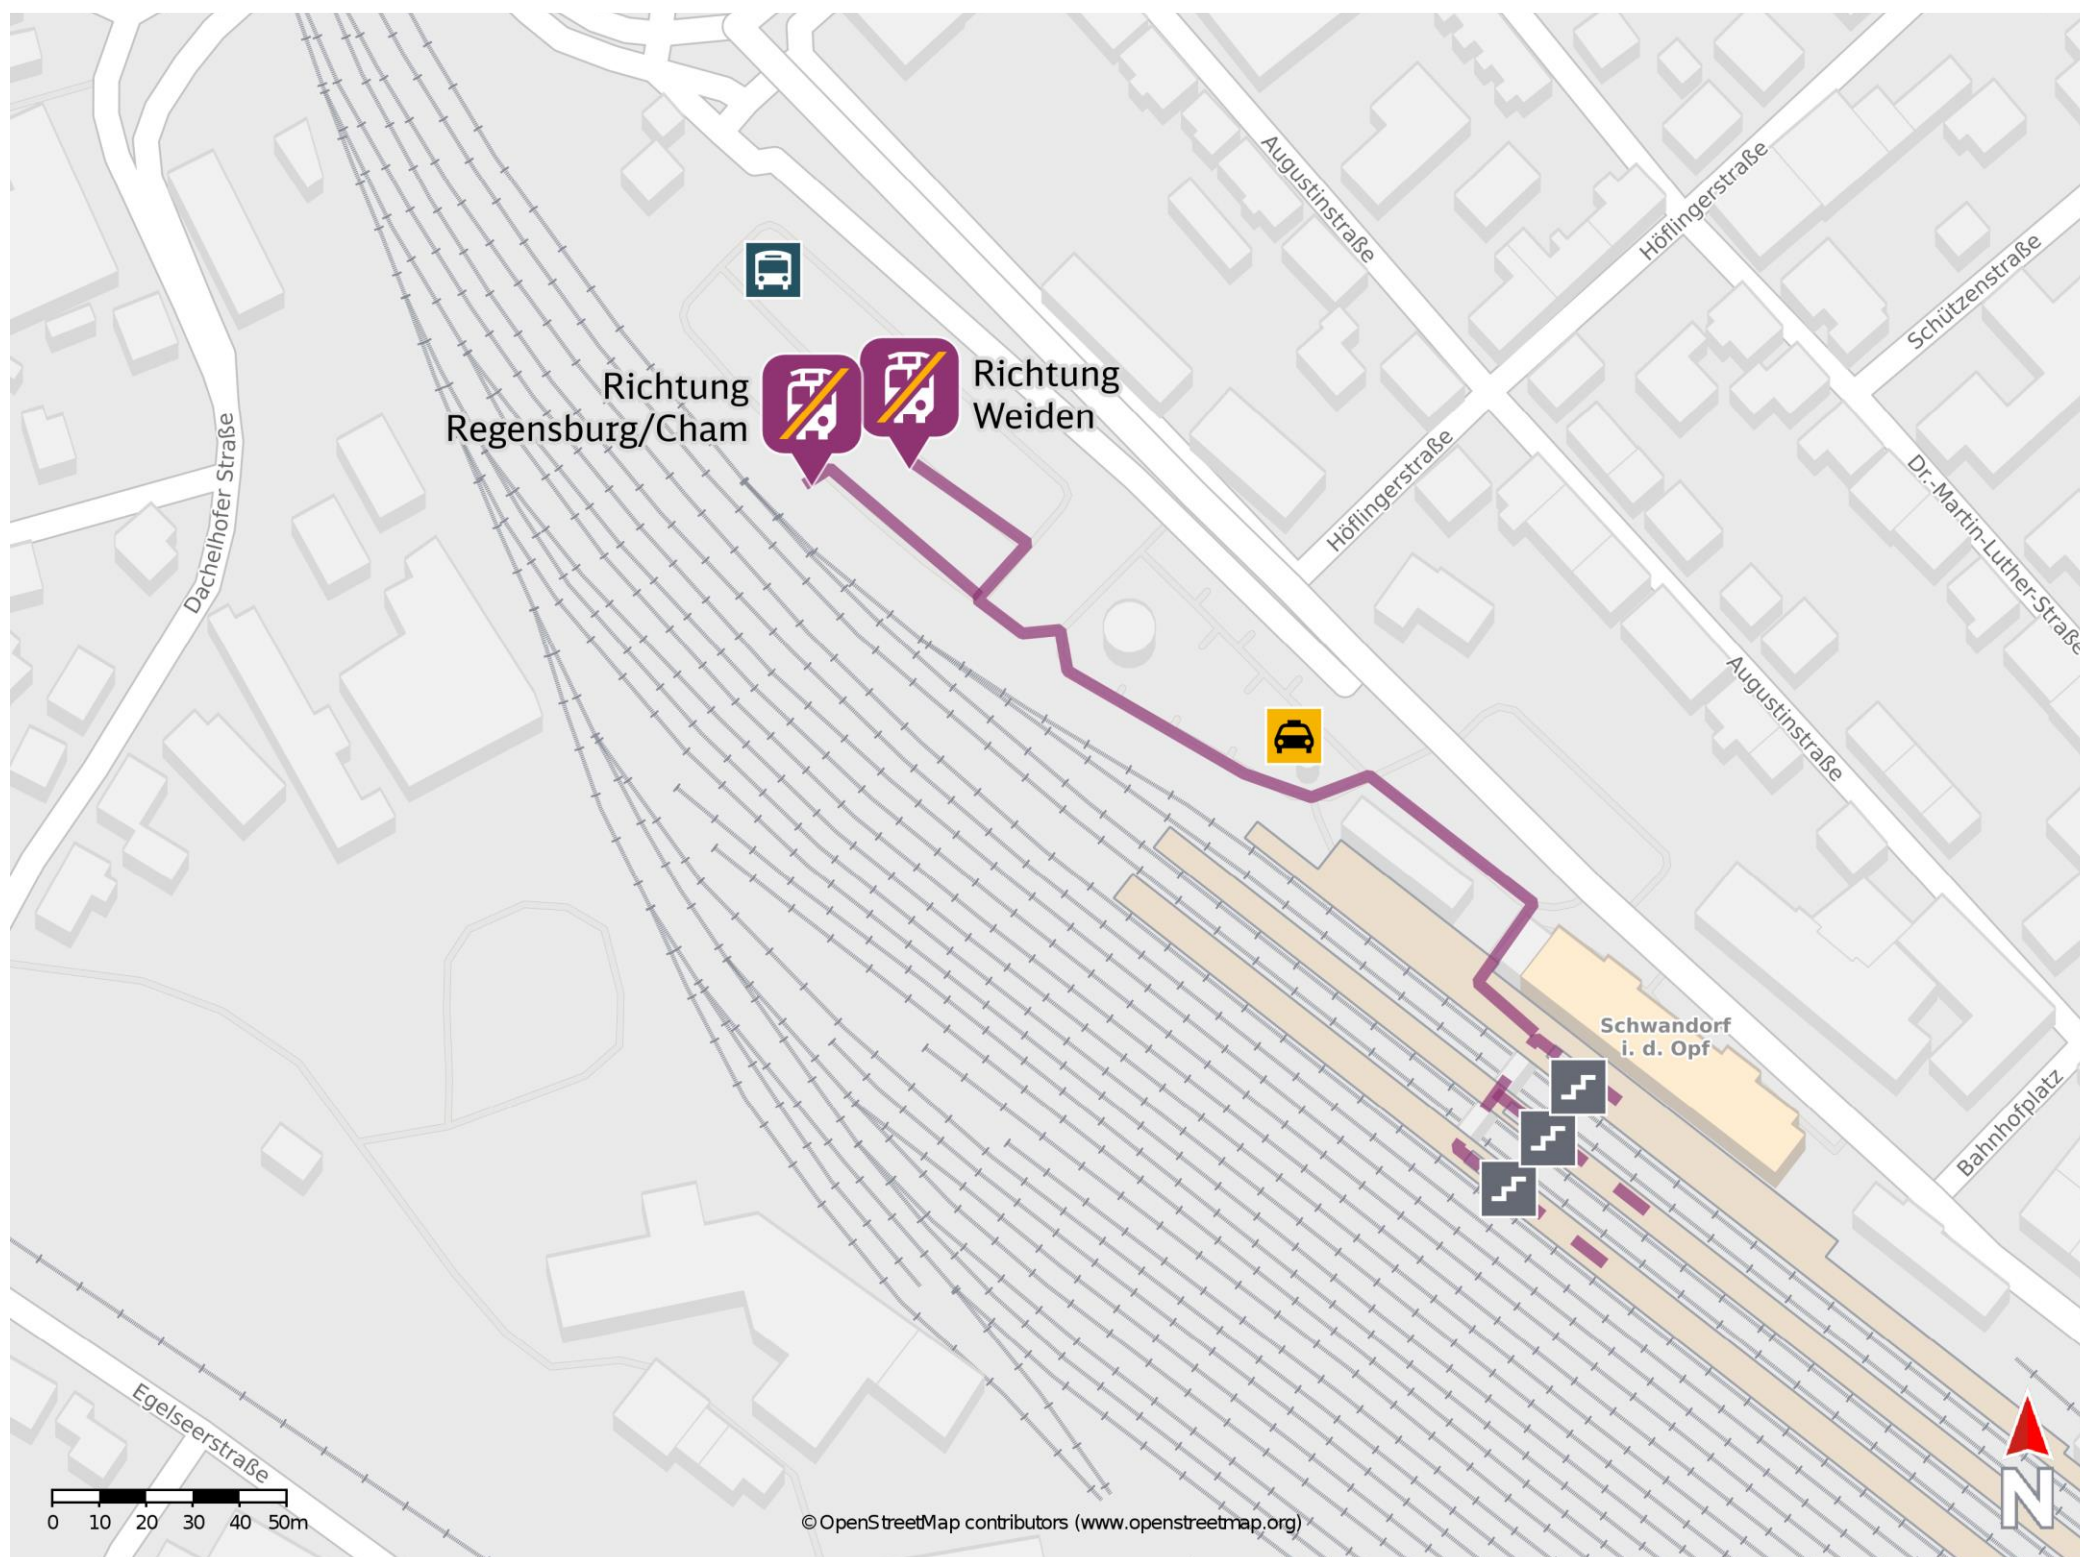 Augustinstraße
Höflingerstraße
Schützenstraße
Richtung
Regensburg/Cham
Richtung
Weiden
Dachelhofer Straße
Höflingerstraße
Dr.-Martin-Luther-Straße
Augustinstraße
Schwandorf
i. d. Opf
Bahnhofplatz
Egelseerstraße
0 10 20 30 40 50m
©OpenStreetMap contributors (www.openstreetmap.org)
N